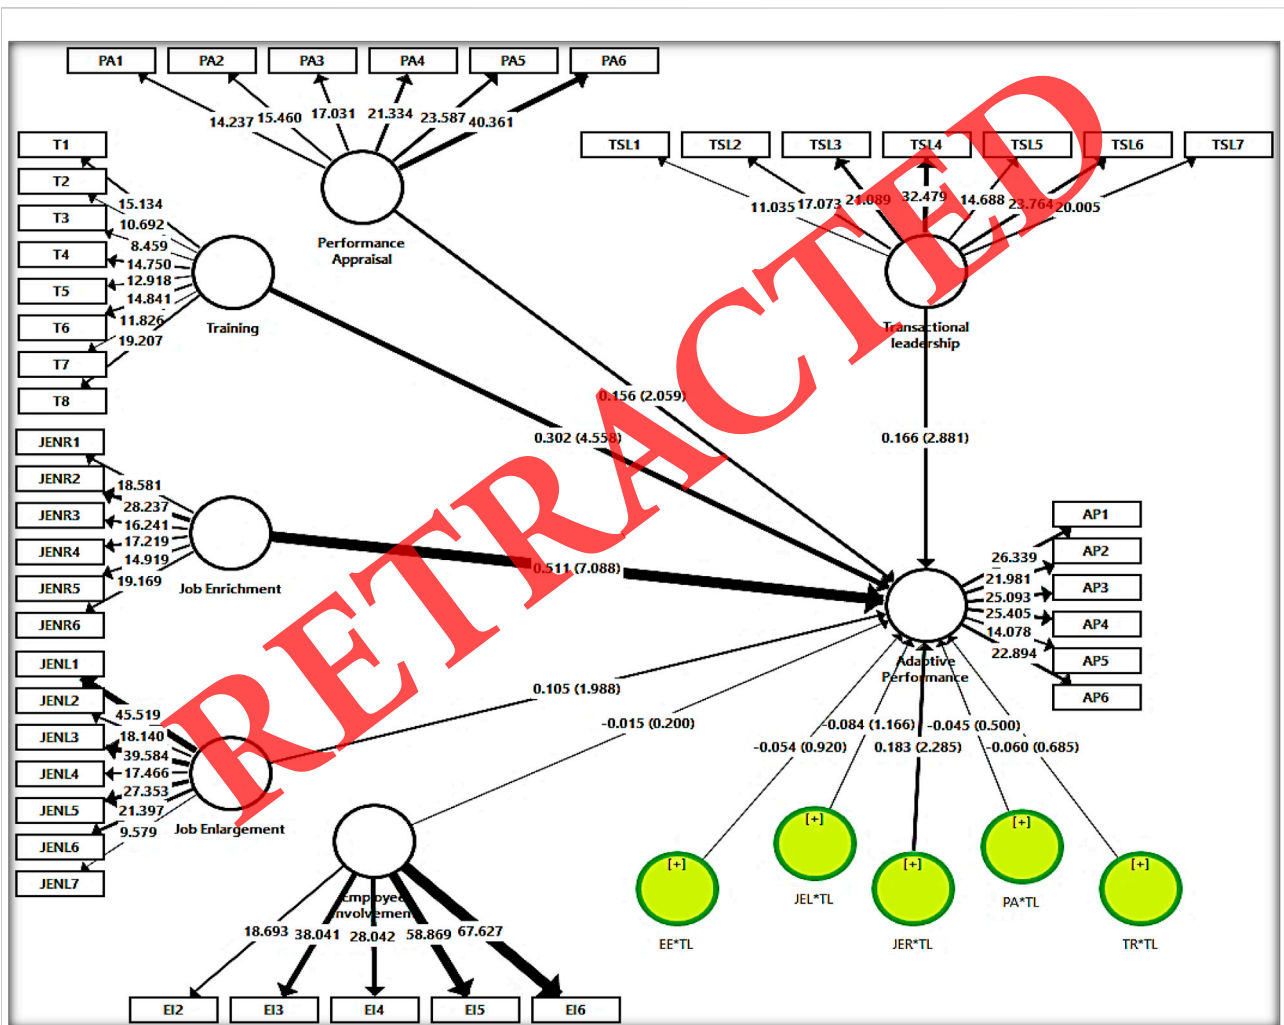 PA1
PA2
PA3
PA4
PA5
PA6
14.237
15.460
17.031
21.334
23.587
40.361
Performance
Appraisal
T1
T2
T3
T4
T5
T6
T7
T8
15.134
10.692
8.459
14.750
12.918
14.841
11.826
19.207
Training
TSL1
TSL2
TSL3
TSL4
TSL5
TSL6
TSL7
11.035
17.073
21.089
32.479
14.688
23.764
20.005
Transactional
leadership
0.156 (2.059)
0.302 (4.558)
0.166 (2.881)
JENR1
JENR2
JENR3
JENR4
JENR5
JENR6
18.581
28.237
16.241
17.219
14.919
19.169
Job Enrichment
0.511 (7.088)
AP1
AP2
AP3
AP4
AP5
AP6
26.339
21.981
25.093
25.405
14.078
22.894
Adaptive
Performance
JENL1
JENL2
JENL3
JENL4
JENL5
JENL6
JENL7
45.519
18.140
39.584
17.466
27.353
21.397
9.579
Job Enlargement
0.105 (1.988)
-0.015 (0.200)
-0.084 (1.166)
-0.045 (0.500)
-0.054 (0.920)
0.183 (2.285)
-0.060 (0.685)
[+]
JEL*TL
[+]
PA*TL
[+]
EE*TL
[+]
JER*TL
[+]
TR*TL
Employee
Involvement
18.693
38.041
28.042
58.869
67.627
EI2
EI3
EI4
EI5
EI6
RETRACTED